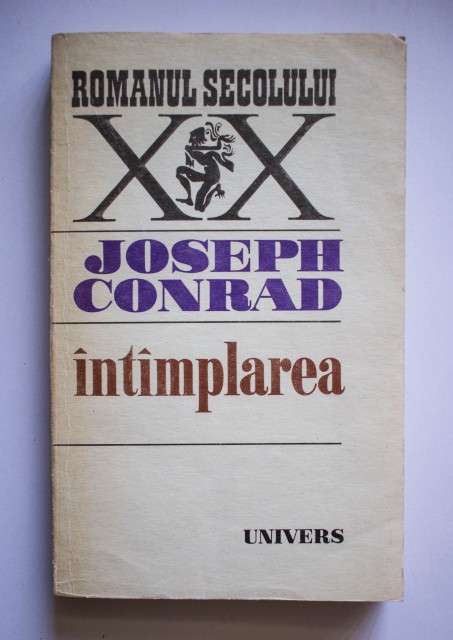 ROMANUL SECOLULUI
XX
JOSEPH
CONRAD
întîmplarea
UNIVERS